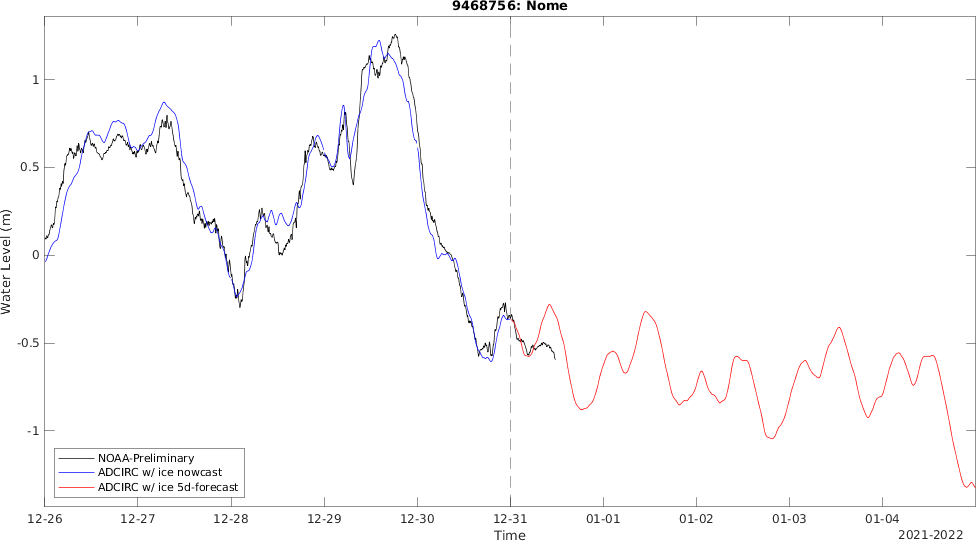 9468756: Nome
Water Level (m)
1
0.5
0
-0.5
-1
NOAA-Preliminary
ADCIRC w/ ice nowcast
ADCIRC w/ ice 5d-forecast
12-26 12-27 12-28 12-29 12-30 12-31 01-01 01-02 01-03 01-04
Time
2021-2022